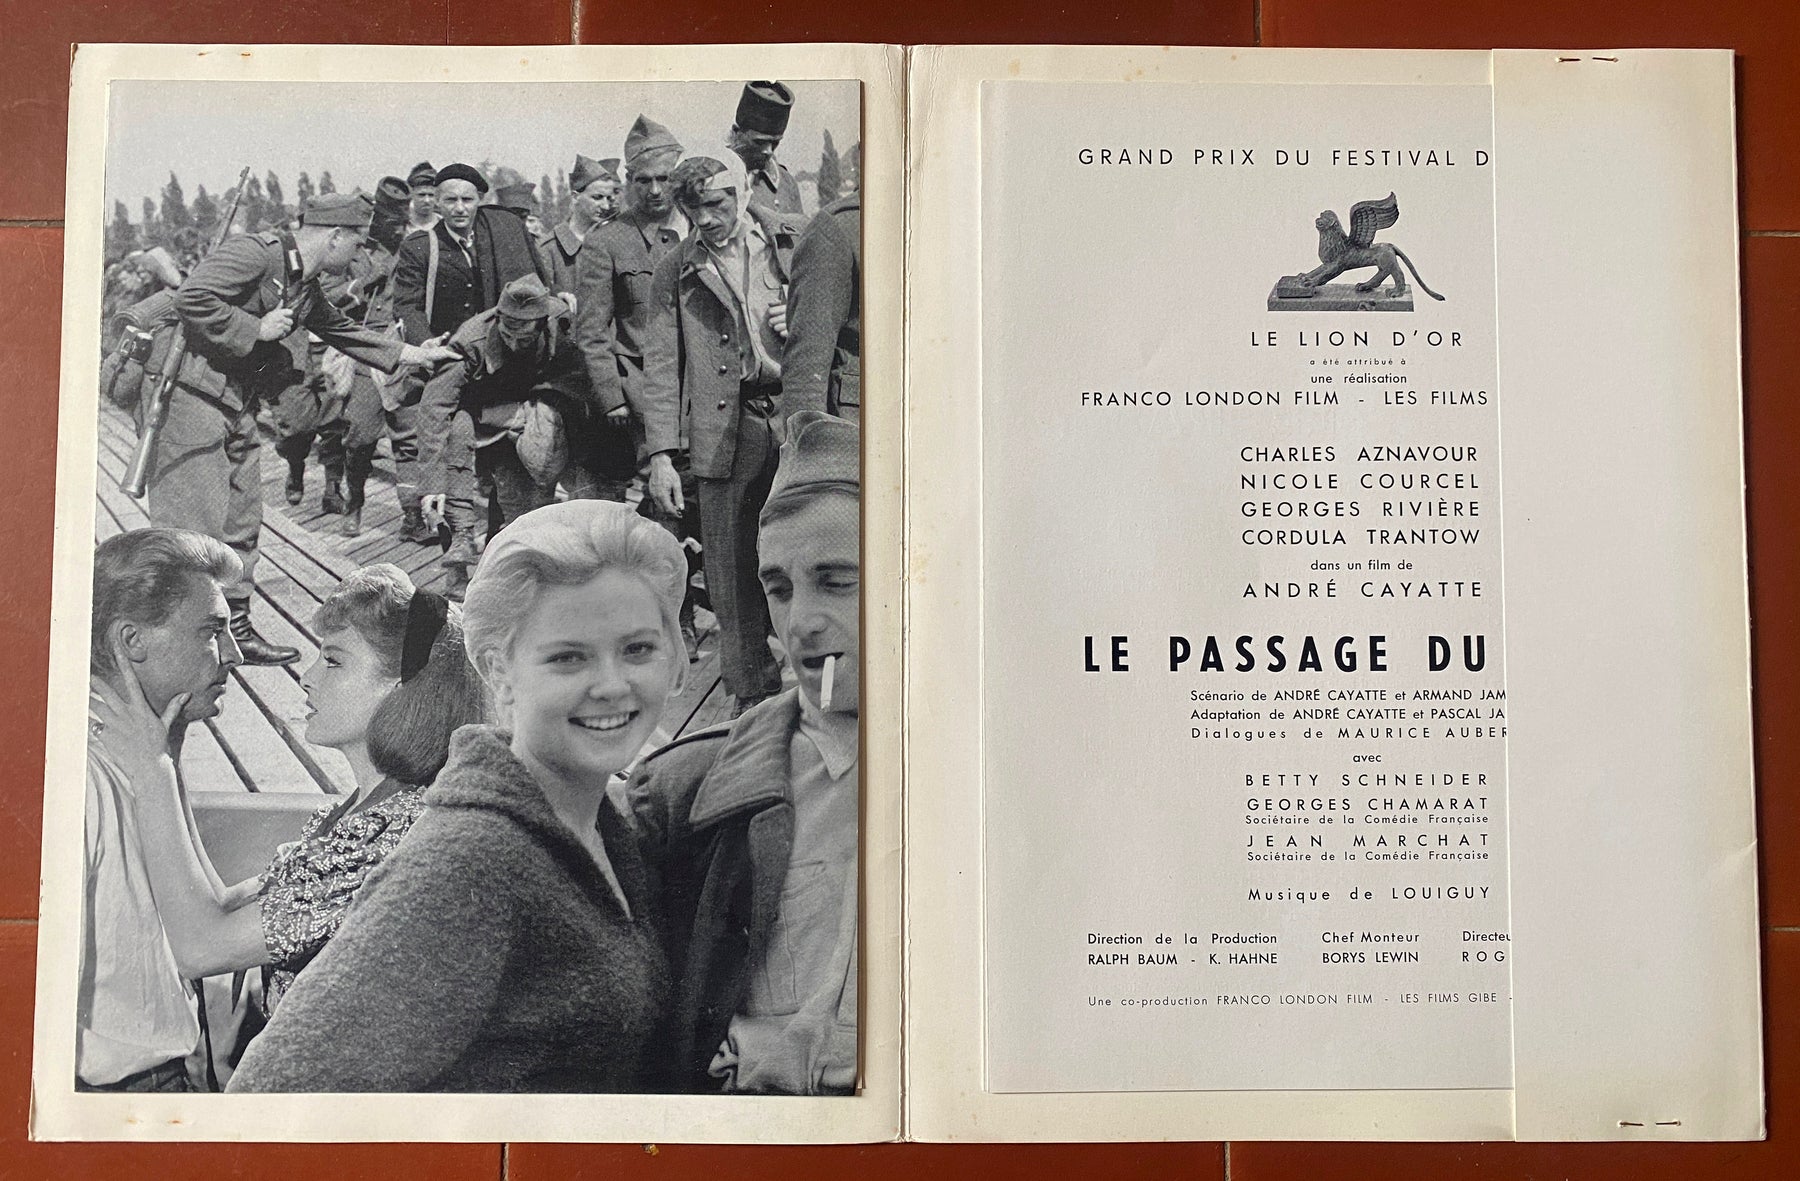 GRAND PRIX DU FESTIVAL D
LE LION D'OR
a été attribué à
une réalisation
FRANCO LONDON FILM - LES FILMS
CHARLES AZNAVOUR
NICOLE COURCEL
GEORGES RIVIÈRE
CORDULA TRANTOW
dans un film de
ANDRÉ CAYATTE
LE PASSAGE DU
Scénario de ANDRÉ CAYATTE et ARMAND JAM
Adaptation de ANDRÉ CAYATTE et PASCAL JA
Dialogues de MAURICE AUBER
avec
BETTY SCHNEIDER
GEORGES CHAMARAT
Sociétaire de la Comédie Française
JEAN MARCHAT
Sociétaire de la Comédie Française
Musique de LOUIGUY
Direction de la Production Chef Monteur Directeu
RALPH BAUM - K. HAHNE BORYS LEWIN ROG
Une co-production FRANCO LONDON FILM - LES FILMS GIBE -